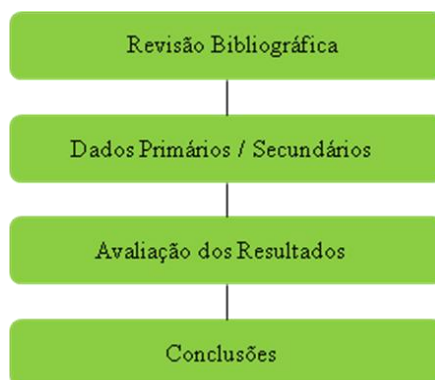 Revisão Bibliográfica
Dados Primários / Secundários
Avaliação dos Resultados
Conclusões